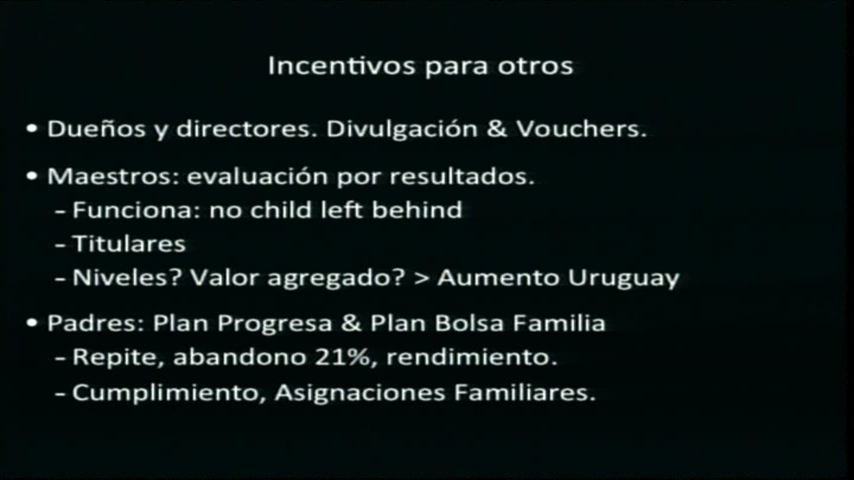 Incentivos para otros
• Dueños y directores. Divulgación & Vouchers.
• Maestros: evaluación por resultados.
- Funciona: no child left behind
- Titulares
- Niveles? Valor agregado? > Aumento Uruguay
• Padres: Plan Progresa & Plan Bolsa Familia
- Repite, abandono 21%, rendimiento.
- Cumplimiento, Asignaciones Familiares.